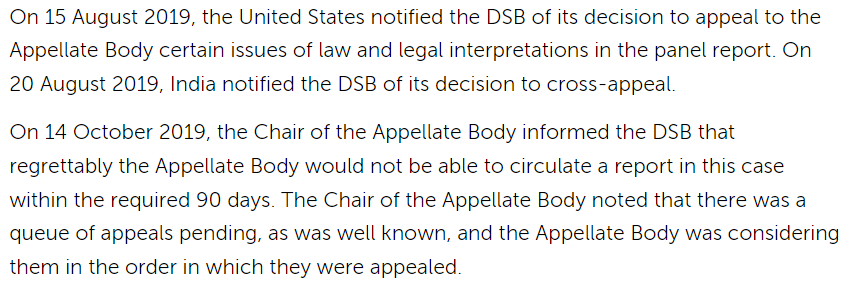 On 15 August 2019, the United States notified the DSB of its decision to appeal to the
Appellate Body certain issues of law and legal interpretations in the panel report. On
20 August 2019, India notified the DSB of its decision to cross-appeal.
On 14 October 2019, the Chair of the Appellate Body informed the DSB that
regrettably the Appellate Body would not be able to circulate a report in this case
within the required 90 days. The Chair of the Appellate Body noted that there was a
queue of appeals pending, as was well known, and the Appellate Body was considering
them in the order in which they were appealed.